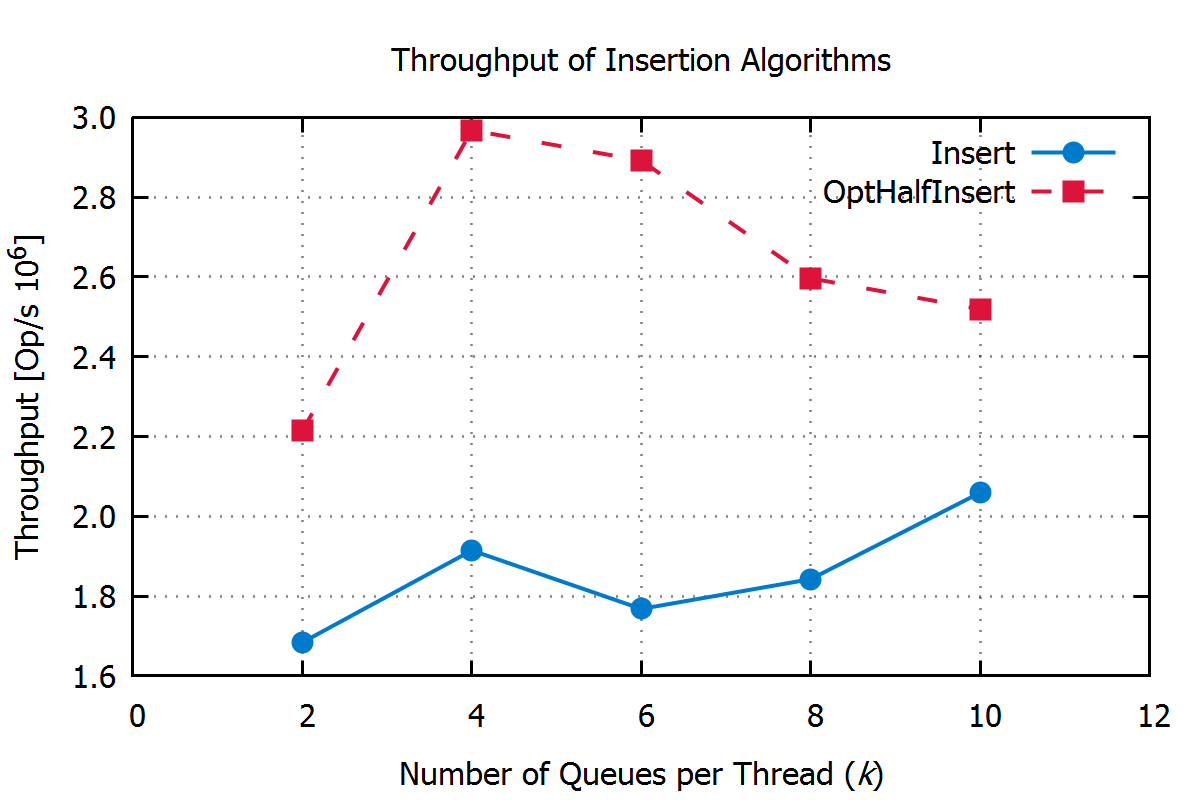 Throughput of Insertion Algorithms
3.0
2.8
2.6
2.4
2.2
2.0
1.8
1.6
Throughput [Op/s 10⁶]
Insert
OptHalfInsert
0 2 4 6 8 10 12
Number of Queues per Thread (k)